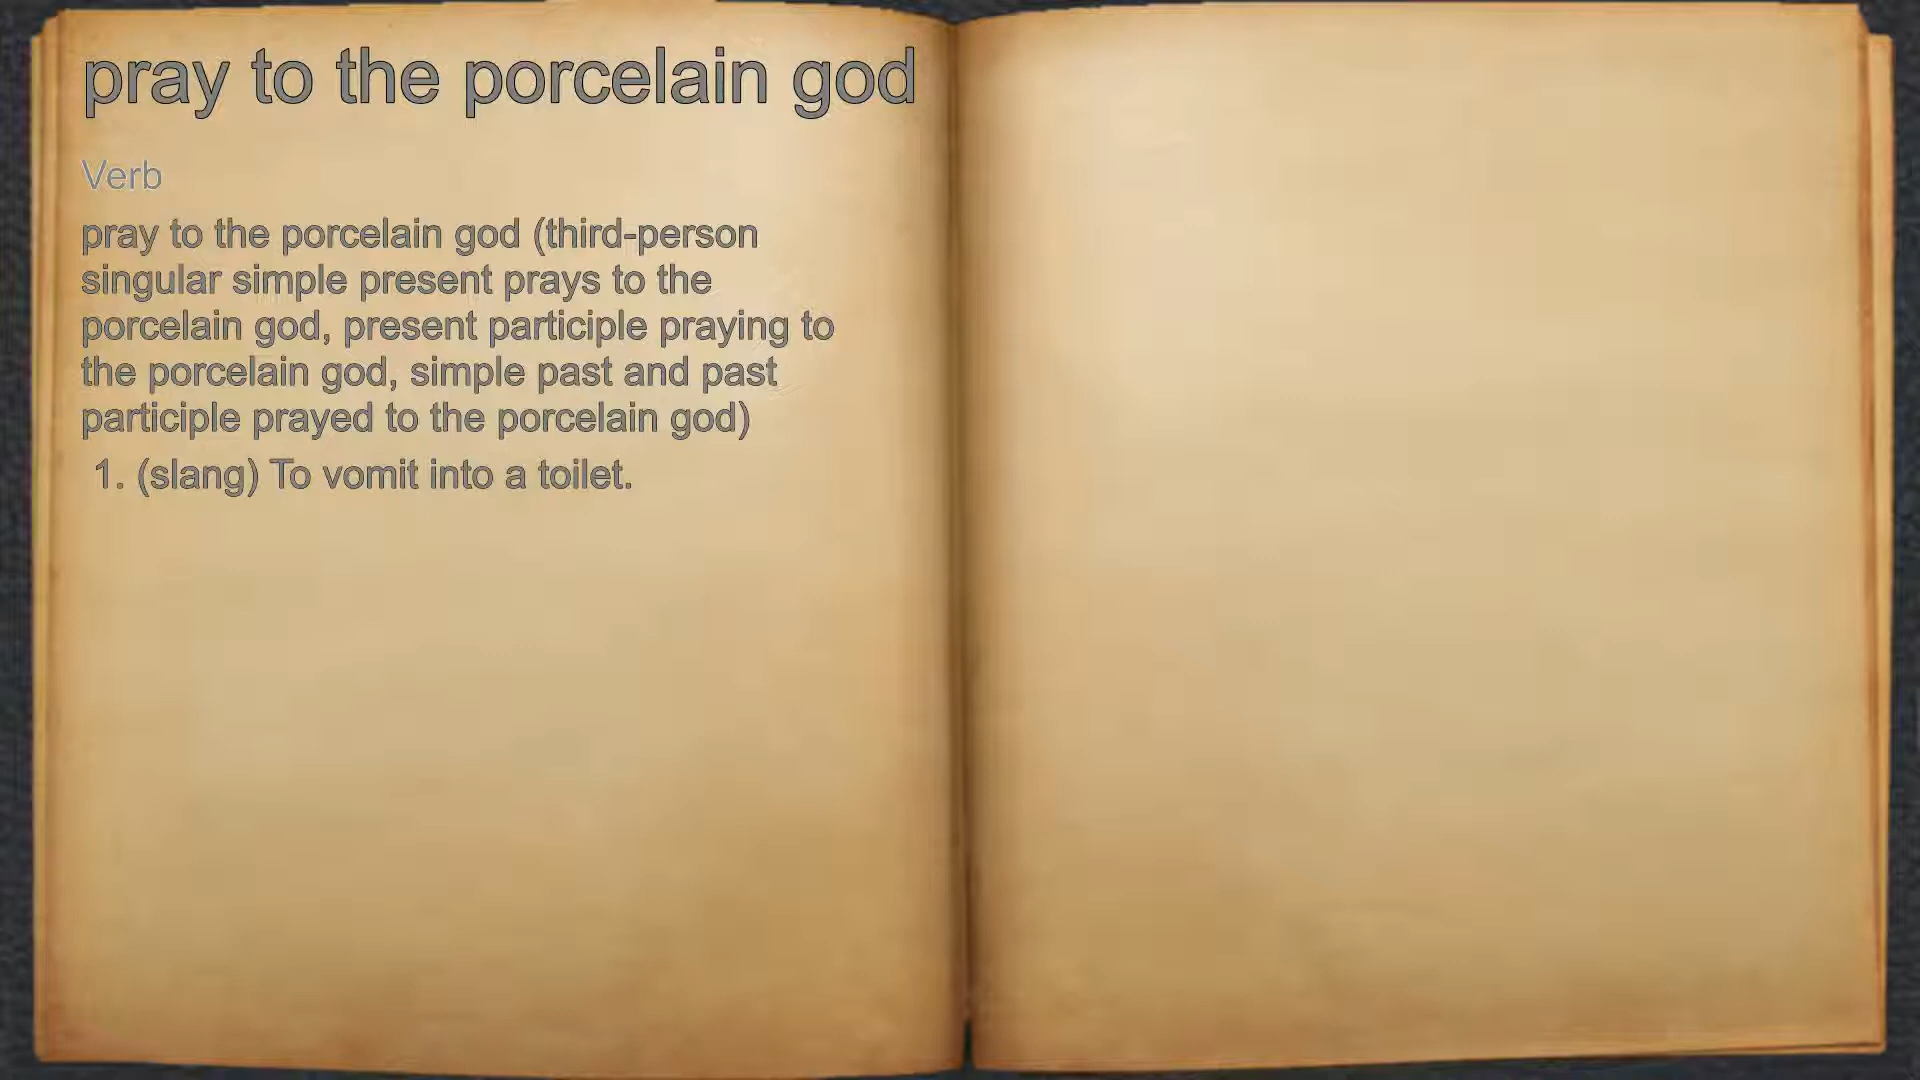 pray to the porcelain god
Verb
pray to the porcelain god (third-person
singular simple present prays to the
porcelain god, present participle praying to
the porcelain god, simple past and past
participle prayed to the porcelain god)
1. (slang) To vomit into a toilet.